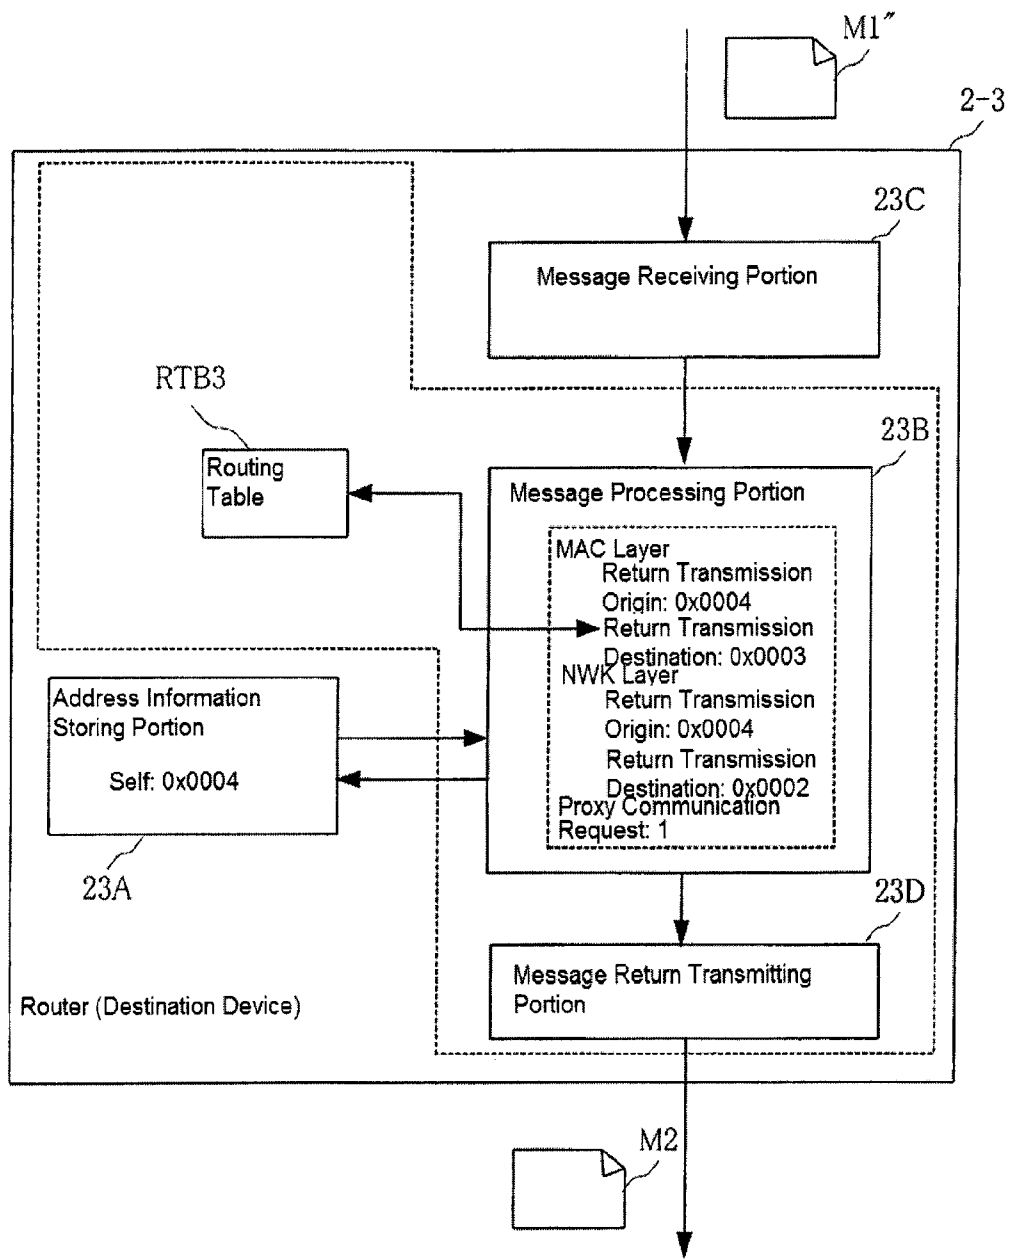 M1″
2-3
23C
Message Receiving Portion
RTB3
Routing
Table
23B
Message Processing Portion
MAC Layer
Return Transmission
Origin: 0x0004
Return Transmission
Destination: 0x0003
NWK Layer
Return Transmission
Origin: 0x0004
Return Transmission
Destination: 0x0002
Proxy Communication
Request: 1
Address Information
Storing Portion
Self: 0x0004
23A
23D
Message Return Transmitting
Portion
Router (Destination Device)
M2